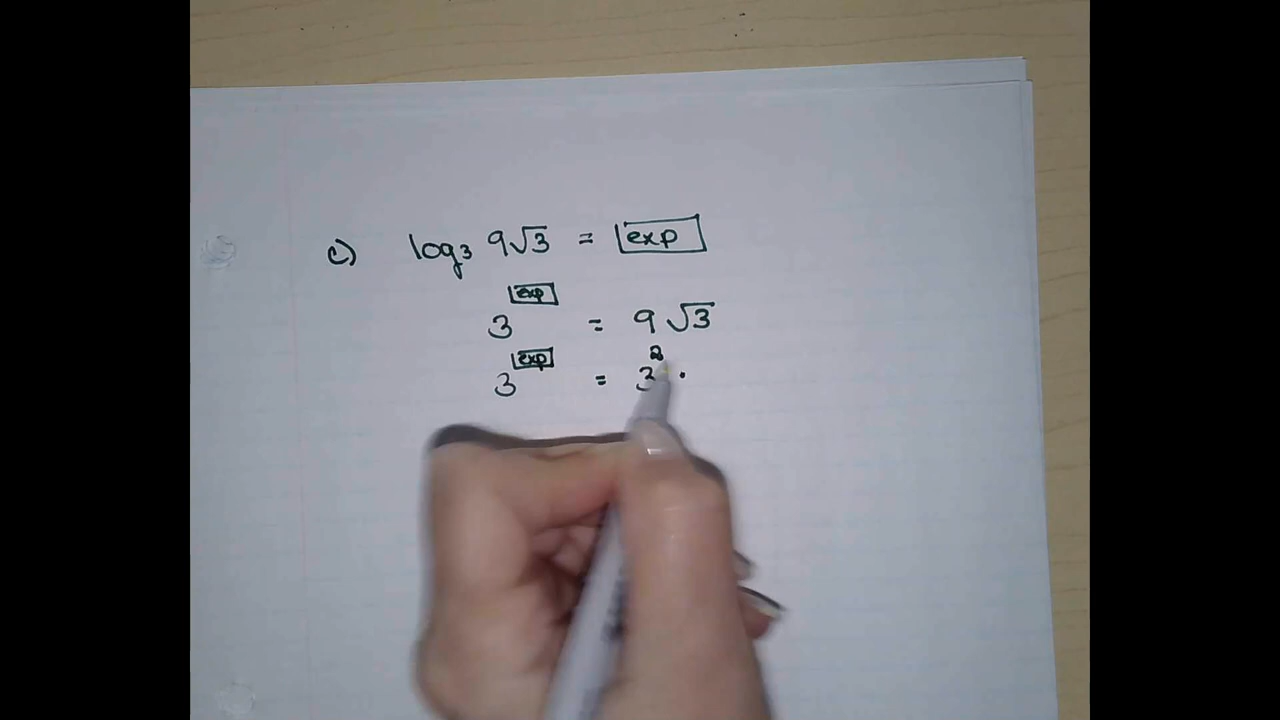 c) log₃ 9√3 = exp
3^exp = 9√3
3^exp = 3² ·